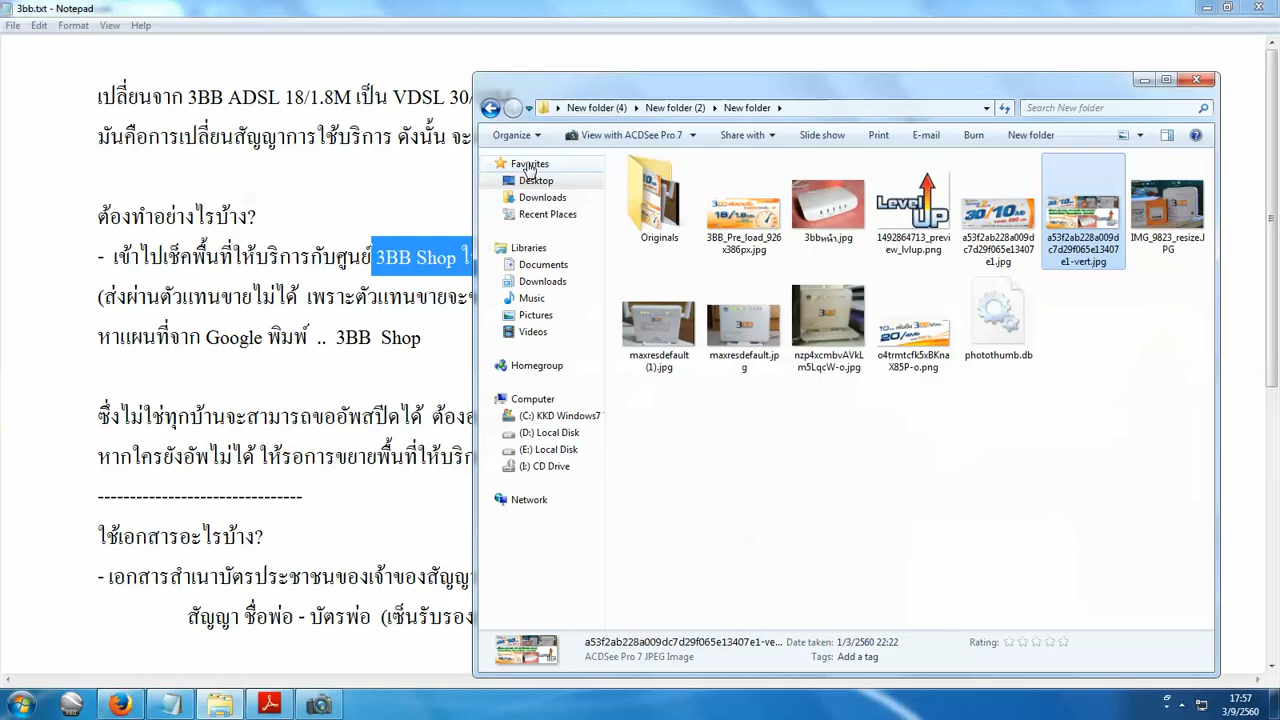 3bb.txt - Notepad
File Edit Format View Help
เปลี่ยนจาก 3BB ADSL 18/1.8M เป็น VDSL 30/
มันคือการเปลี่ยนสัญญาการใช้บริการ ดังนั้น จะ
ต้องทำอย่างไรบ้าง?
- เข้าไปเช็คพื้นที่ให้บริการกับศูนย์ 3BB Shop
(ส่งผ่านตัวแทนขายไม่ได้ เพราะตัวแทนขายจะ
หาแผนที่จาก Google พิมพ์ .. 3BB Shop
ซึ่งไม่ใช่ทุกบ้านจะสามารถขออัพสปีดได้ ต้อง
หากใครยังอัพไม่ได้ ให้รอการขยายพื้นที่ให้บริ
--------------------------------
ใช้เอกสารอะไรบ้าง?
- เอกสารสำเนาบัตรประชาชนของเจ้าของสัญญา
สัญญา ชื่อพ่อ - บัตรพ่อ (เซ็นรับรอง
New folder (4) New folder (2) New folder
Search New folder
Organize View with ACDSee Pro 7 Share with Slide show Print E-mail Burn New folder
Favorites
Desktop
Downloads
Recent Places
Libraries
Documents
Downloads
Music
Pictures
Videos
Homegroup
Computer
(C:) KKD Windows7
(D:) Local Disk
(E:) Local Disk
(I:) CD Drive
Network
Originals
3BB_Pre_load_926
x386px.jpg
3bbหน้า.jpg
1492864713_previ
ew_lvlup.png
a53f2ab228a009d
c7d29f065e13407
e1.jpg
a53f2ab228a009d
c7d29f065e13407
e1-vert.jpg
IMG_9823_resize.J
PG
maxresdefault
(1).jpg
maxresdefault.jp
g
nzp4xcmbvAVkL
m5LqcW-o.jpg
o4trmtcfk5xBKna
X85P-o.png
photothumb.db
a53f2ab228a009dc7d29f065e13407e1-ve... Date taken: 1/3/2560 22:22 Rating:
ACDSee Pro 7 JPEG Image Tags: Add a tag
17:57
3/9/2560